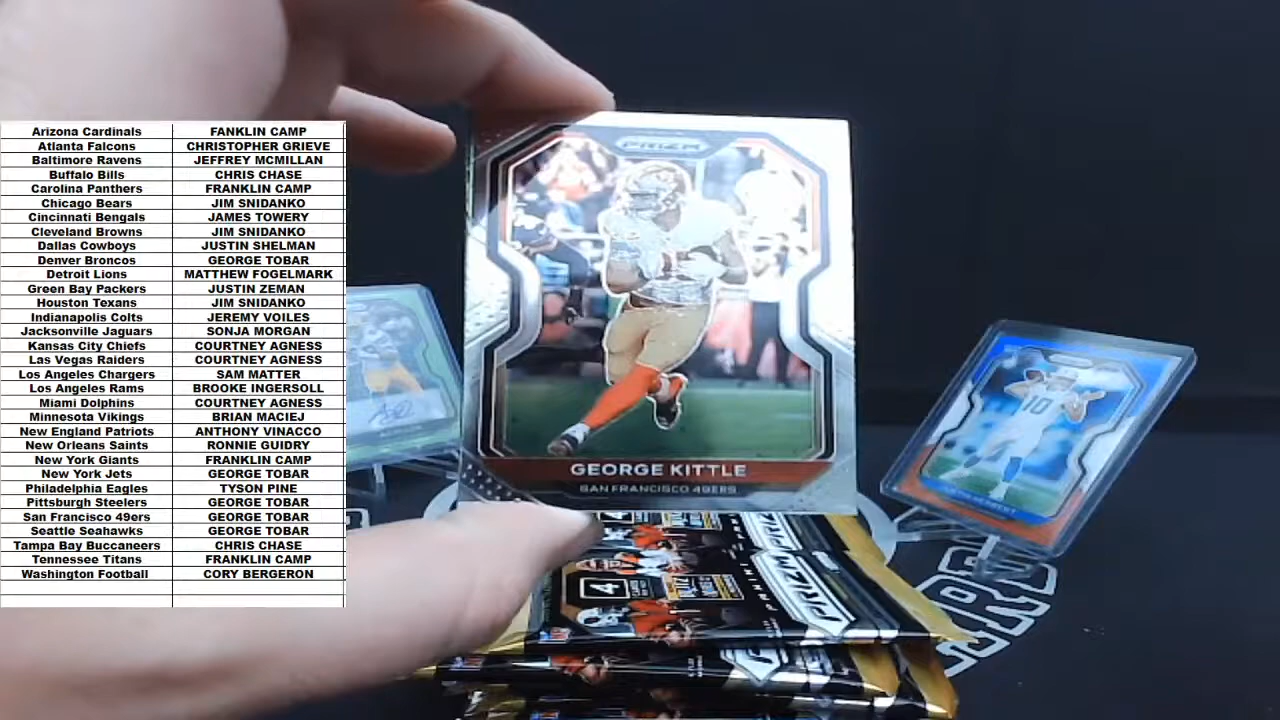 Arizona Cardinals FANKLIN CAMP
Atlanta Falcons CHRISTOPHER GRIEVE
Baltimore Ravens JEFFREY MCMILLAN
Buffalo Bills CHRIS CHASE
Carolina Panthers FRANKLIN CAMP
Chicago Bears JIM SNIDANKO
Cincinnati Bengals JAMES TOWERY
Cleveland Browns JIM SNIDANKO
Dallas Cowboys JUSTIN SHELMAN
Denver Broncos GEORGE TOBAR
Detroit Lions MATTHEW FOGELMARK
Green Bay Packers JUSTIN ZEMAN
Houston Texans JIM SNIDANKO
Indianapolis Colts JEREMY VOILES
Jacksonville Jaguars SONJA MORGAN
Kansas City Chiefs COURTNEY AGNESS
Las Vegas Raiders COURTNEY AGNESS
Los Angeles Chargers SAM MATTER
Los Angeles Rams BROOKE INGERSOLL
Miami Dolphins COURTNEY AGNESS
Minnesota Vikings BRIAN MACIEJ
New England Patriots ANTHONY VINACCO
New Orleans Saints RONNIE GUIDRY
New York Giants FRANKLIN CAMP
New York Jets GEORGE TOBAR
Philadelphia Eagles TYSON PINE
Pittsburgh Steelers GEORGE TOBAR
San Francisco 49ers GEORGE TOBAR
Seattle Seahawks GEORGE TOBAR
Tampa Bay Buccaneers CHRIS CHASE
Tennessee Titans FRANKLIN CAMP
Washington Football CORY BERGERON
PRIZM
GEORGE KITTLE
SAN FRANCISCO 49ERS
10
4
PANINI
PRIZM